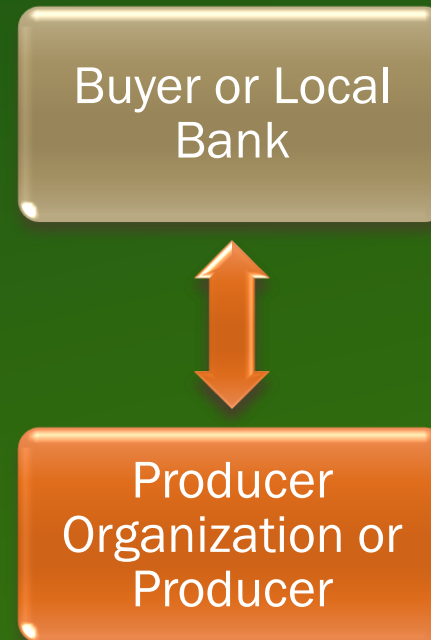 Buyer or Local
Bank
Producer
Organization or
Producer